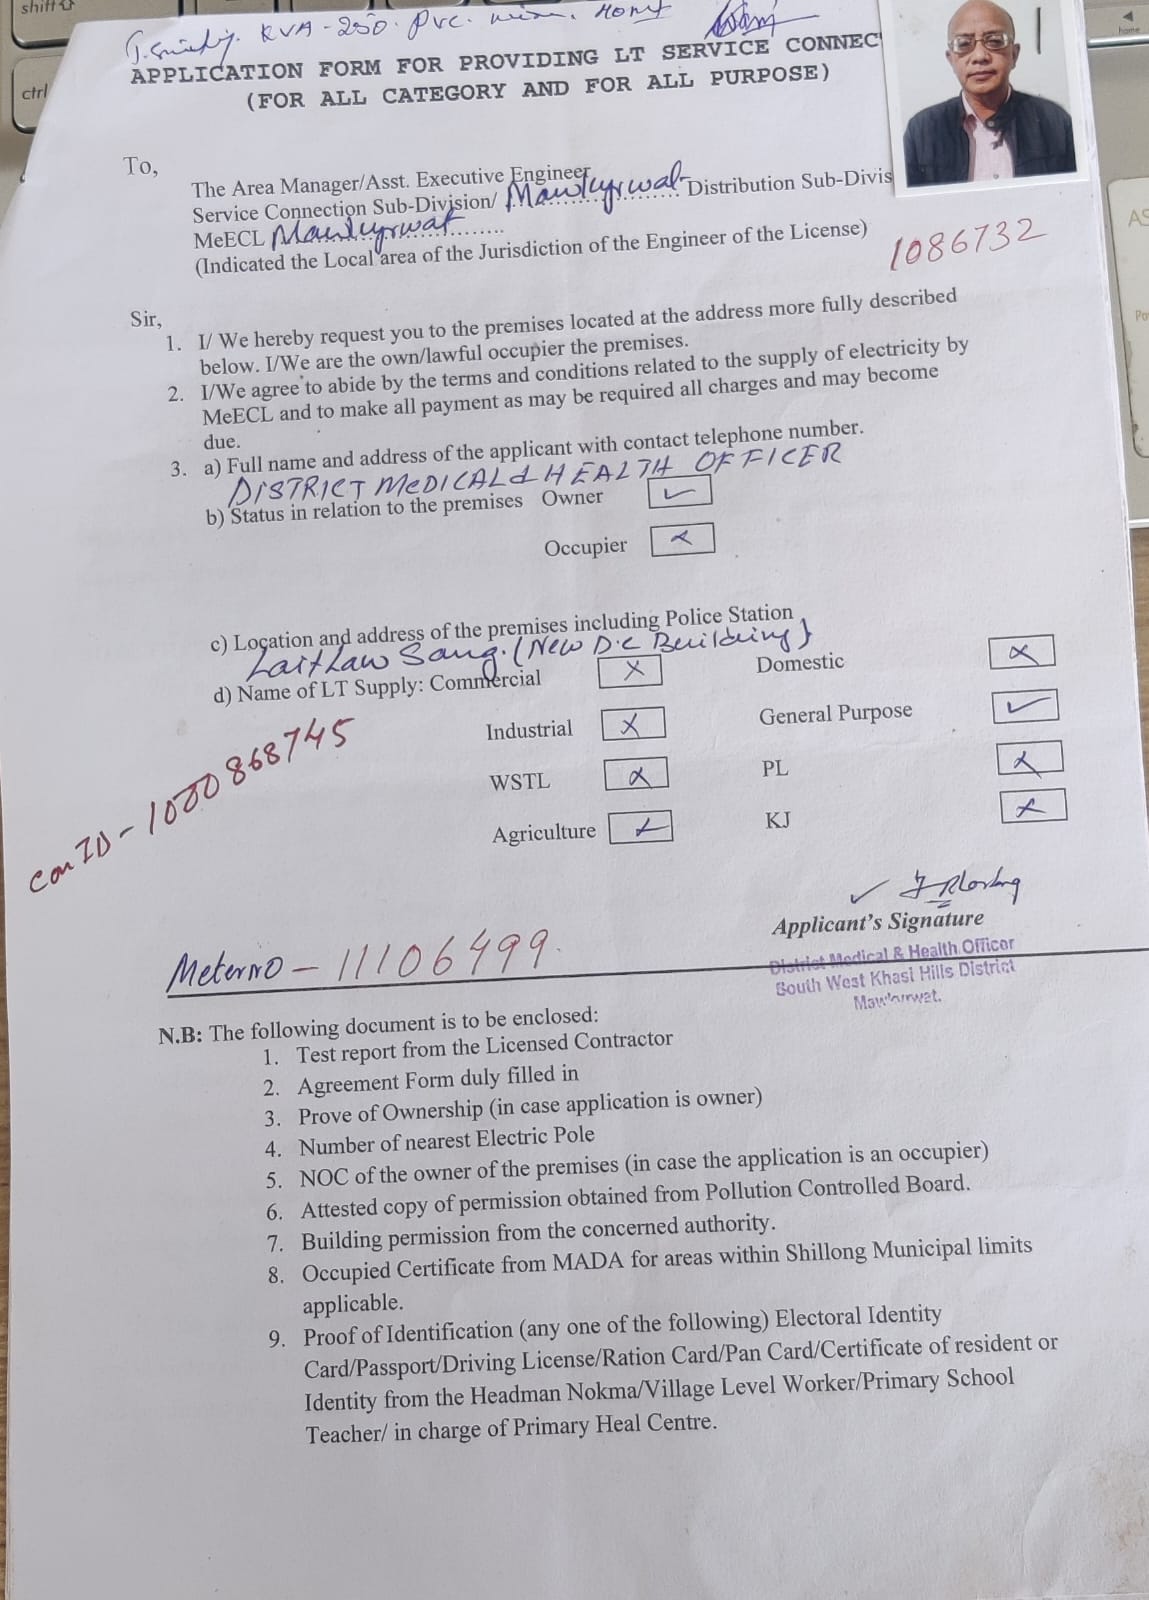 shift
ctrl
home
KVA - 250. PVC.
APPLICATION FORM FOR PROVIDING LT SERVICE CONNEC
(FOR ALL CATEGORY AND FOR ALL PURPOSE)
To,
The Area Manager/Asst. Executive Engineer
Service Connection Sub-Division/ Mawkyrwat Distribution Sub-Divis
MeECL Mawkyrwat
(Indicated the Local area of the Jurisdiction of the Engineer of the License)
1086732
Sir,
1. I/ We hereby request you to the premises located at the address more fully described
below. I/We are the own/lawful occupier the premises.
2. I/We agree to abide by the terms and conditions related to the supply of electricity by
MeECL and to make all payment as may be required all charges and may become
due.
3. a) Full name and address of the applicant with contact telephone number.
DISTRICT MEDICAL & HEALTH OFFICER
b) Status in relation to the premises Owner ✓
Occupier x
c) Location and address of the premises including Police Station
Laitlaw Sang. (New D.C Building)
d) Name of LT Supply: Commercial x Domestic x
Industrial x General Purpose ✓
WSTL x PL x
Agriculture x KJ x
Con ID - 1000868745
✓
Applicant's Signature
District Medical & Health Officer
South West Khasi Hills District
Meter NO - 11106499.
N.B: The following document is to be enclosed:
1. Test report from the Licensed Contractor
2. Agreement Form duly filled in
3. Prove of Ownership (in case application is owner)
4. Number of nearest Electric Pole
5. NOC of the owner of the premises (in case the application is an occupier)
6. Attested copy of permission obtained from Pollution Controlled Board.
7. Building permission from the concerned authority.
8. Occupied Certificate from MADA for areas within Shillong Municipal limits
applicable.
9. Proof of Identification (any one of the following) Electoral Identity
Card/Passport/Driving License/Ration Card/Pan Card/Certificate of resident or
Identity from the Headman Nokma/Village Level Worker/Primary School
Teacher/ in charge of Primary Heal Centre.